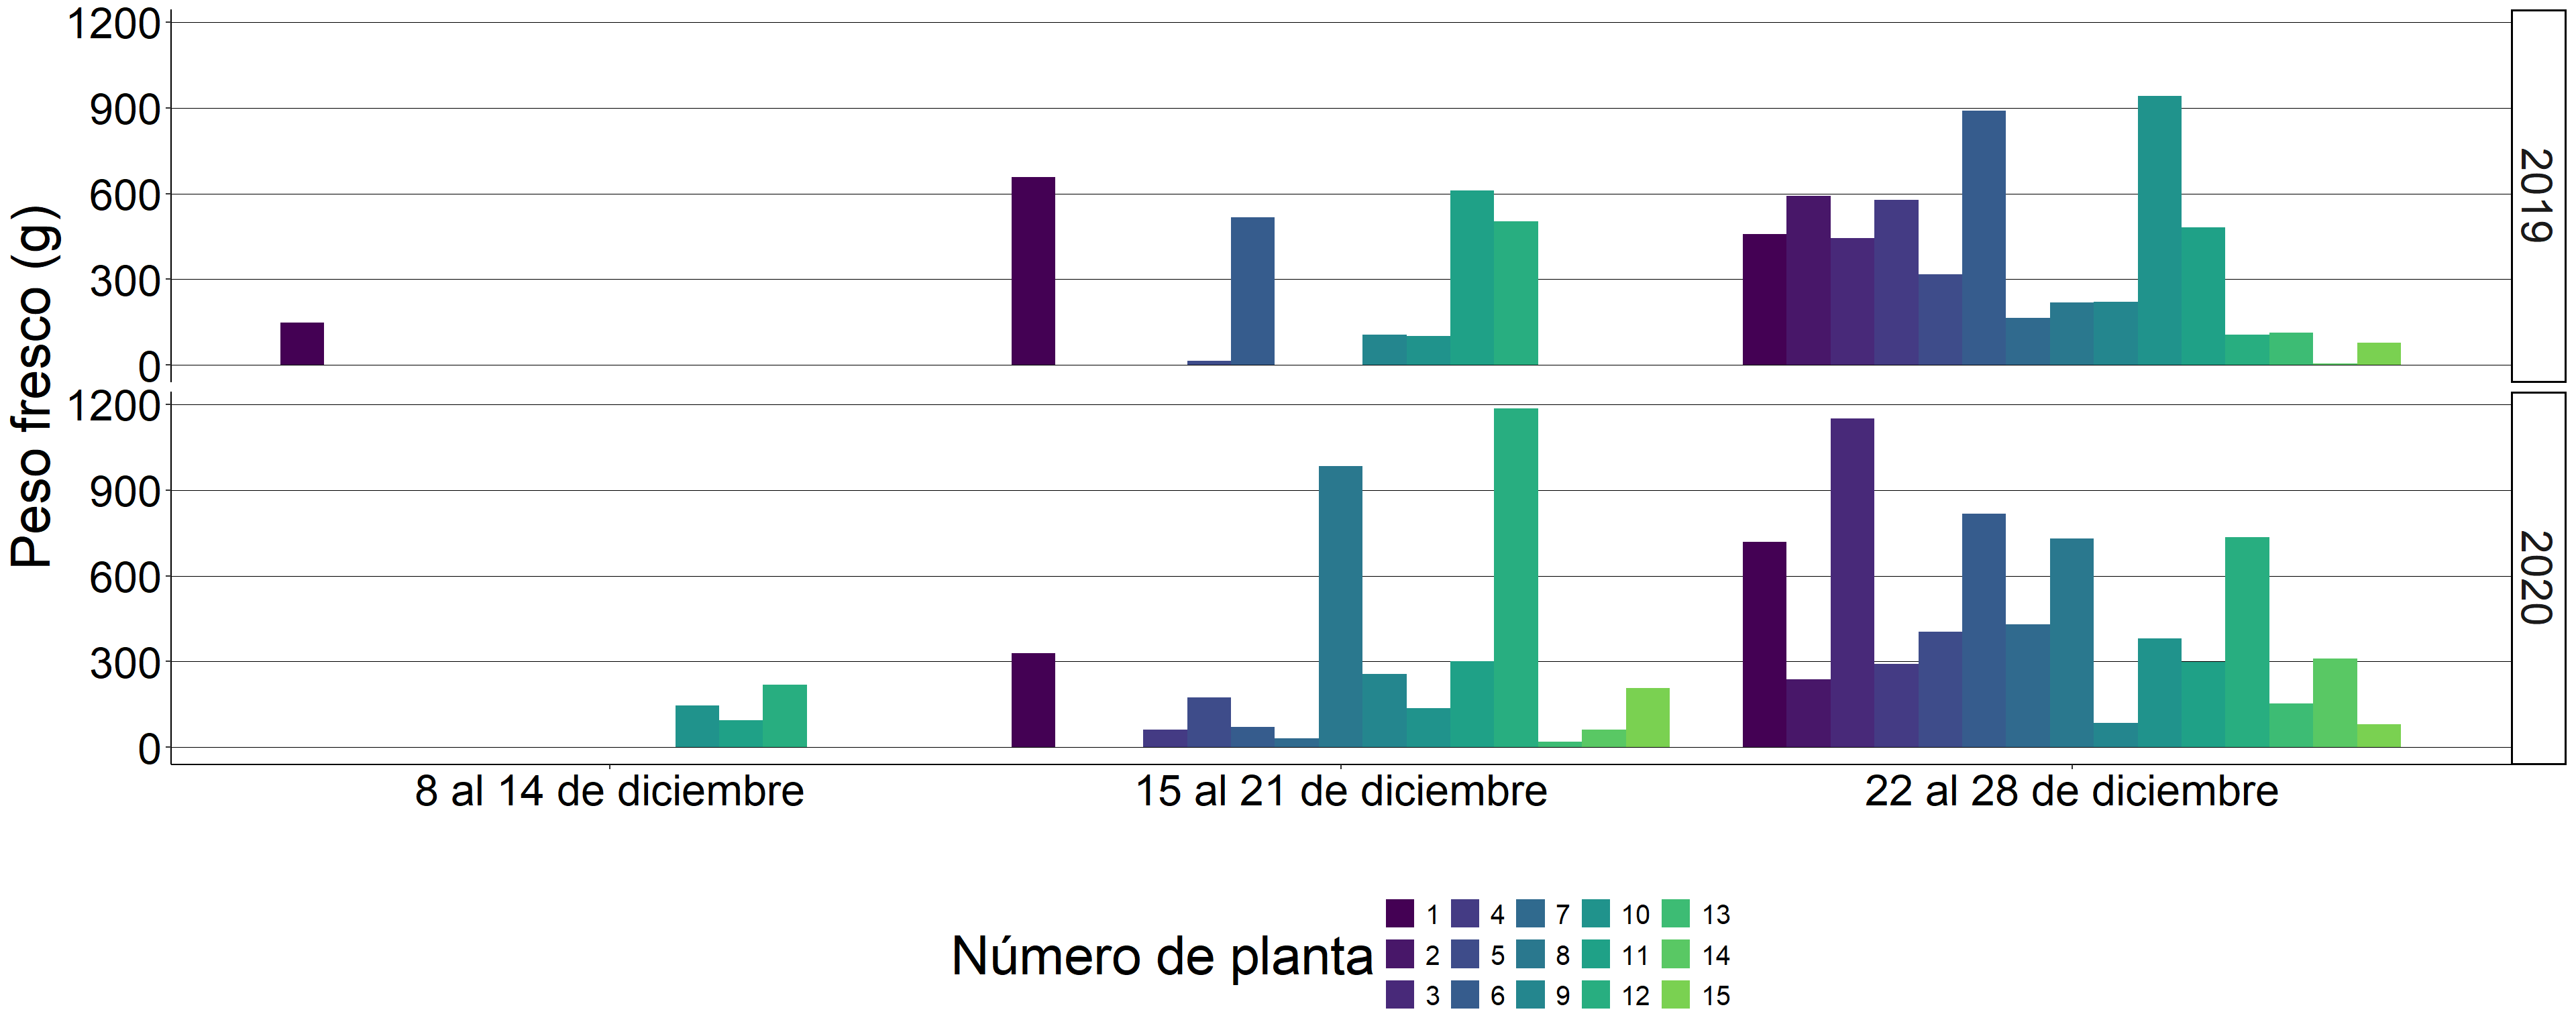 Peso fresco (g)
1200
900
600
300
0
2019
1200
900
600
300
0
2020
8 al 14 de diciembre 15 al 21 de diciembre 22 al 28 de diciembre
Número de planta
1 4 7 10 13
2 5 8 11 14
3 6 9 12 15